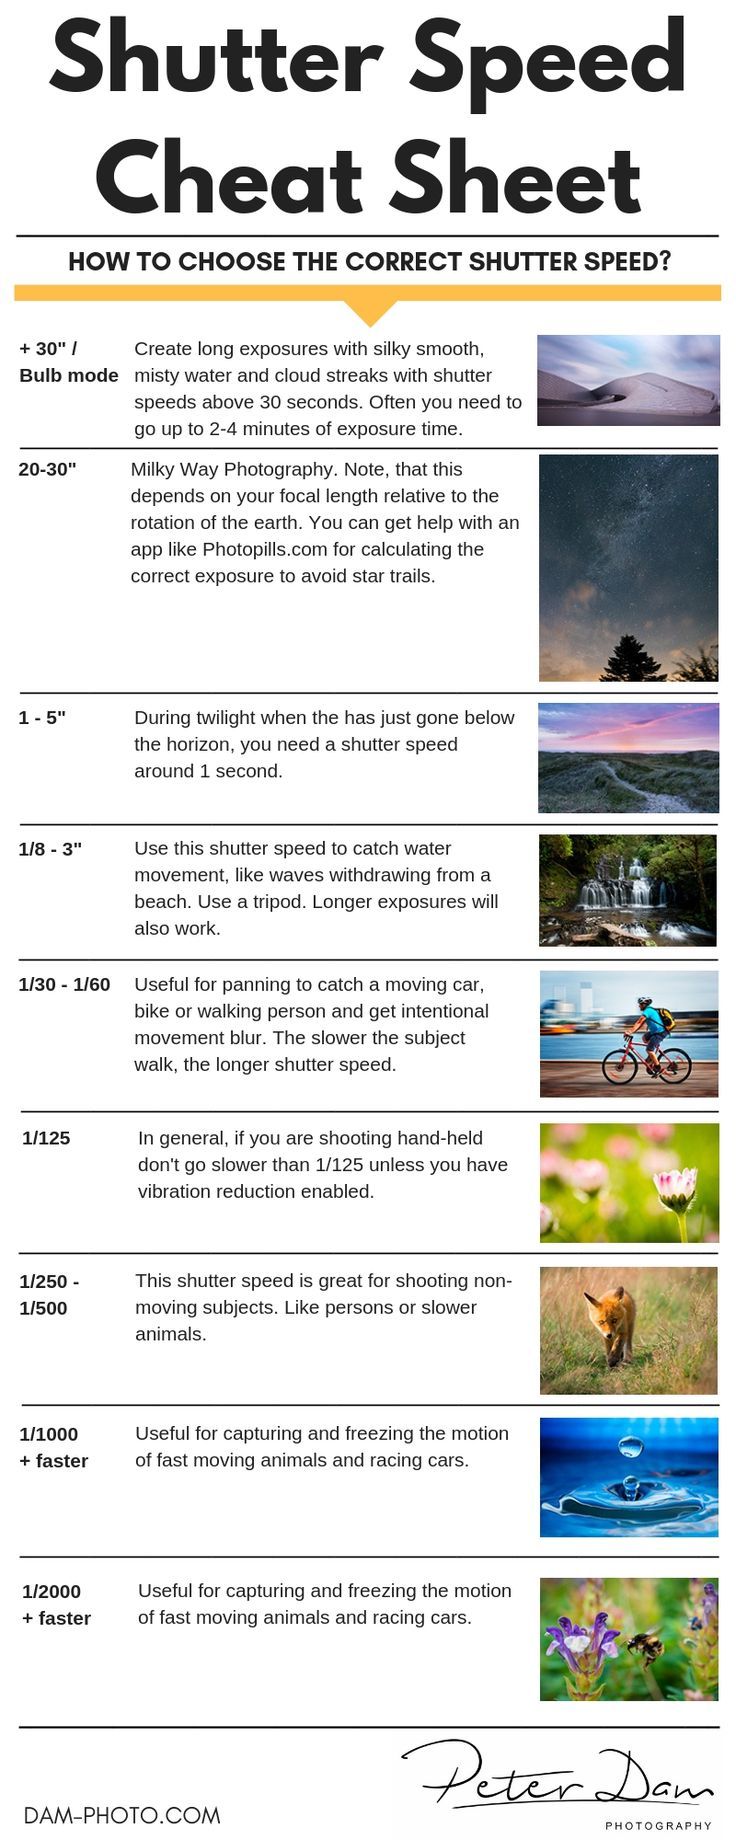 Shutter Speed
Cheat Sheet
HOW TO CHOOSE THE CORRECT SHUTTER SPEED?
+ 30" /
Bulb mode
Create long exposures with silky smooth,
misty water and cloud streaks with shutter
speeds above 30 seconds. Often you need to
go up to 2-4 minutes of exposure time.
20-30"
Milky Way Photography. Note, that this
depends on your focal length relative to the
rotation of the earth. You can get help with an
app like Photopills.com for calculating the
correct exposure to avoid star trails.
1 - 5"
During twilight when the has just gone below
the horizon, you need a shutter speed
around 1 second.
1/8 - 3"
Use this shutter speed to catch water
movement, like waves withdrawing from a
beach. Use a tripod. Longer exposures will
also work.
1/30 - 1/60
Useful for panning to catch a moving car,
bike or walking person and get intentional
movement blur. The slower the subject
walk, the longer shutter speed.
1/125
In general, if you are shooting hand-held
don't go slower than 1/125 unless you have
vibration reduction enabled.
1/250 -
1/500
This shutter speed is great for shooting non-
moving subjects. Like persons or slower
animals.
1/1000
+ faster
Useful for capturing and freezing the motion
of fast moving animals and racing cars.
1/2000
+ faster
Useful for capturing and freezing the motion
of fast moving animals and racing cars.
Peter Dam
PHOTOGRAPHY
DAM-PHOTO.COM